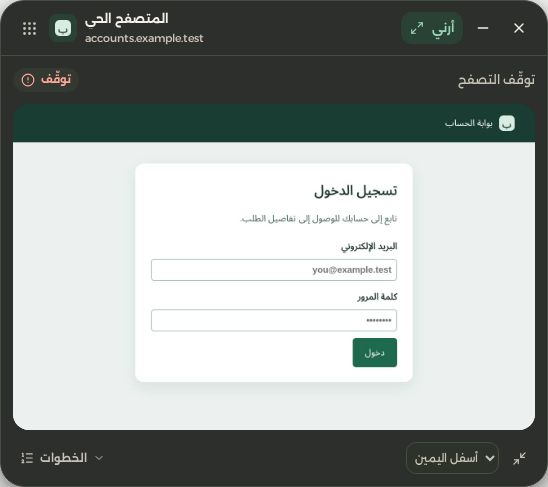 المتصفح الحي
accounts.example.test
أرني
توقّف التصفح
توقّف
ب
بوابة الحساب
تسجيل الدخول
تابع إلى حسابك للوصول إلى تفاصيل الطلب.
البريد الإلكتروني
you@example.test
كلمة المرور
••••••••
دخول
الخطوات
أسفل اليمين